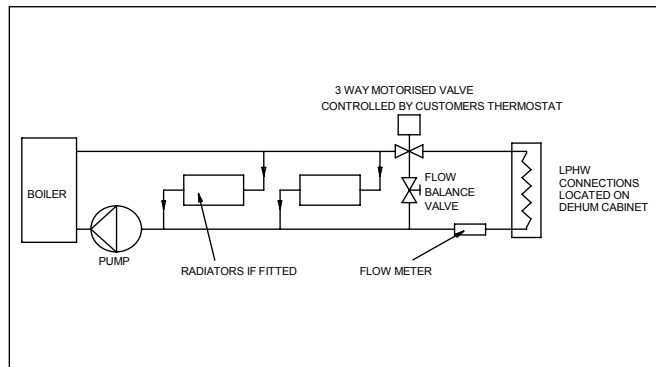 3 WAY MOTORISED VALVE
CONTROLLED BY CUSTOMERS THERMOSTAT
BOILER
FLOW
BALANCE
VALVE
LPHW
CONNECTIONS
LOCATED ON
DEHUM CABINET
PUMP
RADIATORS IF FITTED
FLOW METER